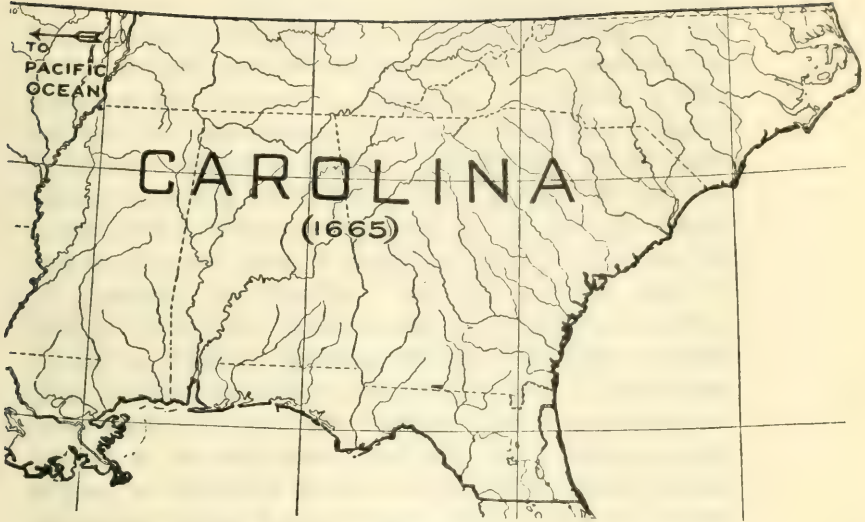 TO
PACIFIC
OCEAN
CAROLINA
(1665)